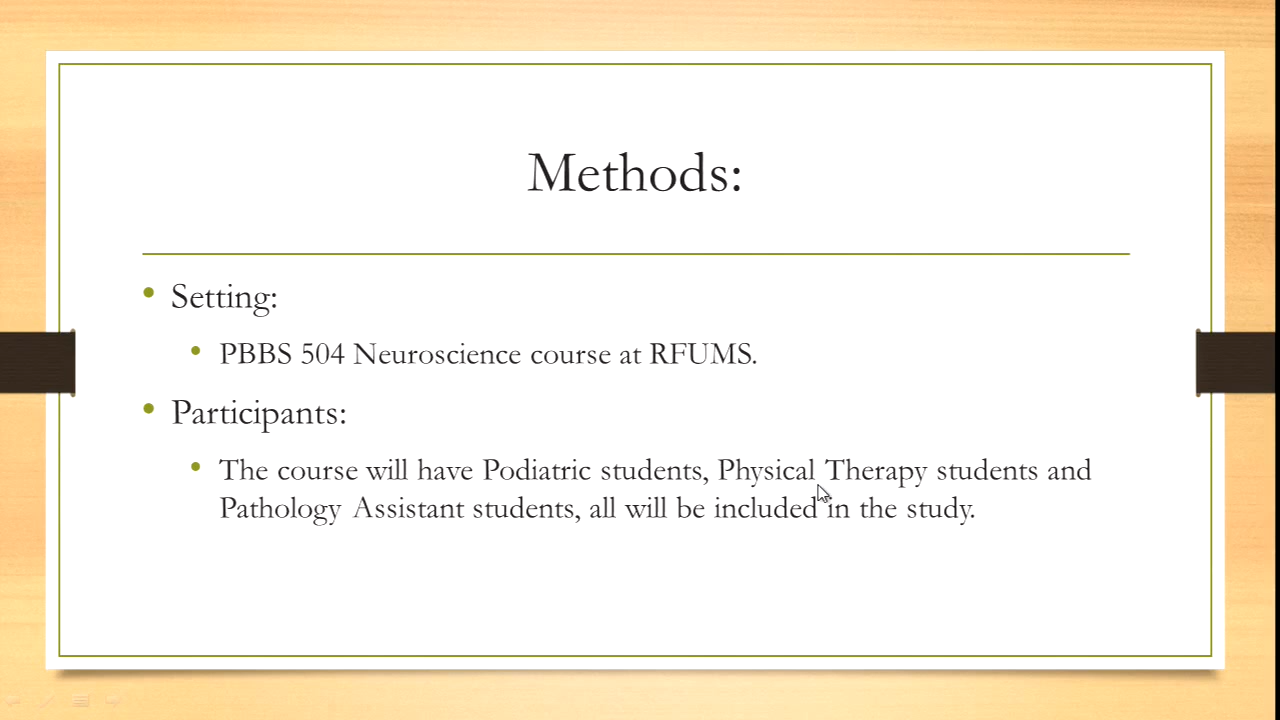 Methods:
Setting:
PBBS 504 Neuroscience course at RFUMS.
Participants:
The course will have Podiatric students, Physical Therapy students and
Pathology Assistant students, all will be included in the study.